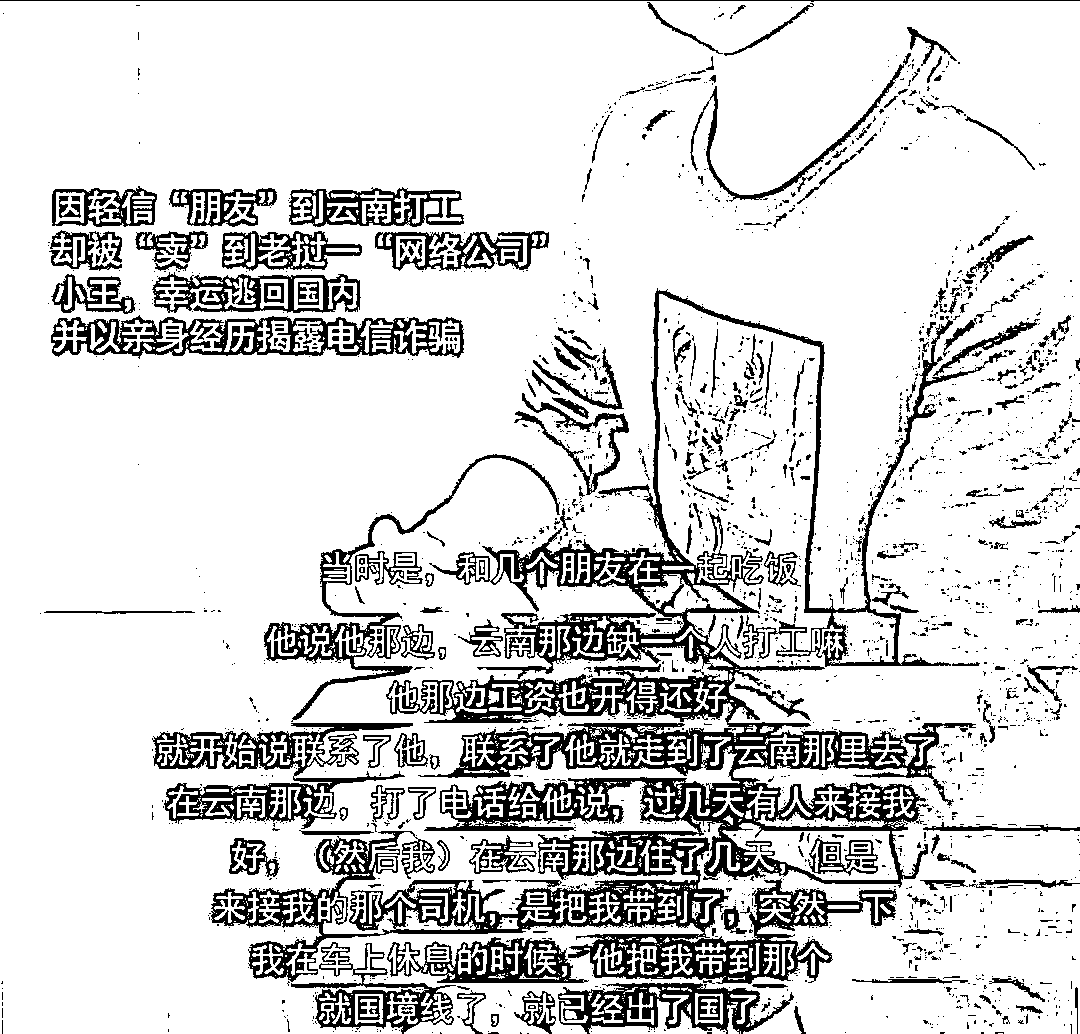 因轻信“朋友”到云南打工
却被“卖”到老挝一“网络公司”
小王，幸运逃回国内
并以亲身经历揭露电信诈骗
当时是，和几个朋友在一起吃饭
他说他那边，云南那边缺一个人打工嘛
他那边工资也开得还好
就开始说联系了他，联系了他就走到了云南那里去了
在云南那边，打了电话给他说，过几天有人来接我
好，（然后我）在云南那边住了几天，但是
来接我的那个司机，是把我带到了，突然一下
我在车上休息的时候，他把我带到那个
就国境线了，就已经出了国了